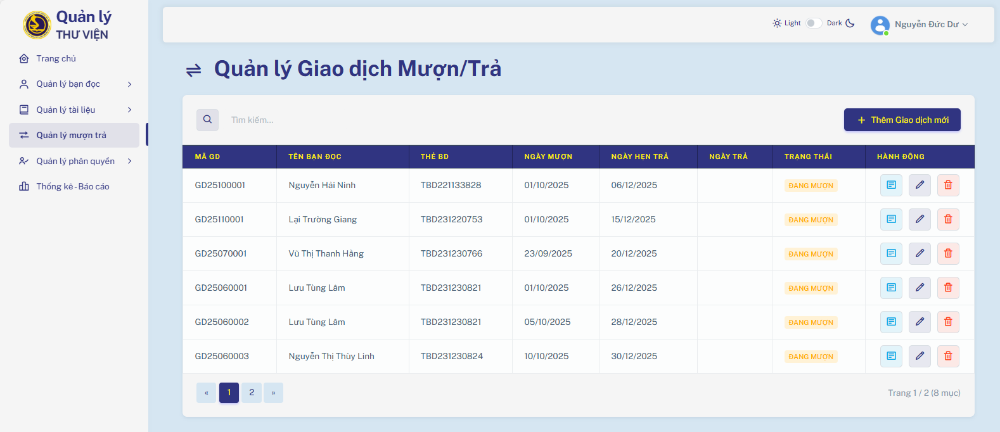 Quản lý
THƯ VIỆN
Trang chủ
Quản lý bạn đọc
Quản lý tài liệu
Quản lý mượn trả
Quản lý phân quyền
Thống kê - Báo cáo
Light Dark Nguyễn Đức Dư
Quản lý Giao dịch Mượn/Trả
Tìm kiếm... + Thêm Giao dịch mới
MÃ GD TÊN BẠN ĐỌC THẺ BD NGÀY MƯỢN NGÀY HẸN TRẢ NGÀY TRẢ TRẠNG THÁI HÀNH ĐỘNG
GD25100001 Nguyễn Hải Ninh TBD221133828 01/10/2025 06/12/2025 ĐANG MƯỢN
GD25110001 Lại Trường Giang TBD231220753 01/10/2025 15/12/2025 ĐANG MƯỢN
GD25070001 Vũ Thị Thanh Hằng TBD231230766 23/09/2025 20/12/2025 ĐANG MƯỢN
GD25060001 Lưu Tùng Lâm TBD231230821 01/10/2025 26/12/2025 ĐANG MƯỢN
GD25060002 Lưu Tùng Lâm TBD231230821 05/10/2025 28/12/2025 ĐANG MƯỢN
GD25060003 Nguyễn Thị Thùy Linh TBD231230824 10/10/2025 30/12/2025 ĐANG MƯỢN
« 1 2 » Trang 1 / 2 (8 mục)